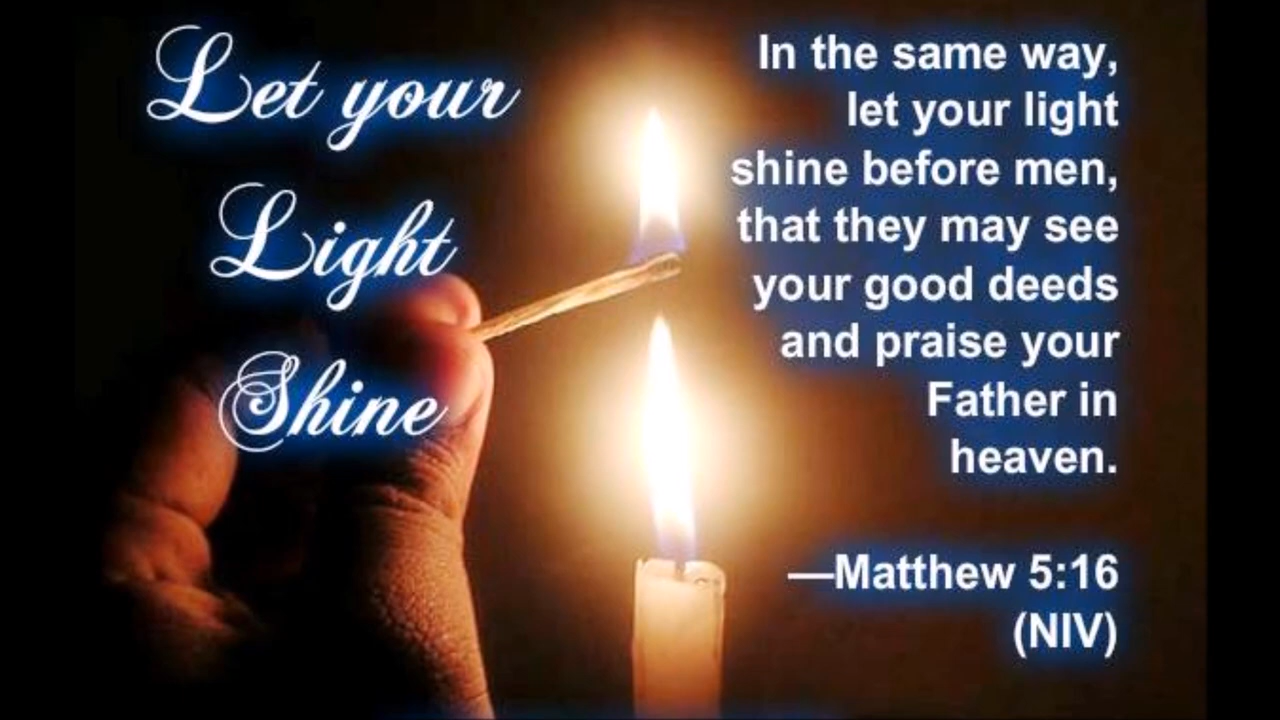 Let your
Light
Shine
In the same way,
let your light
shine before men,
that they may see
your good deeds
and praise your
Father in
heaven.
—Matthew 5:16
(NIV)